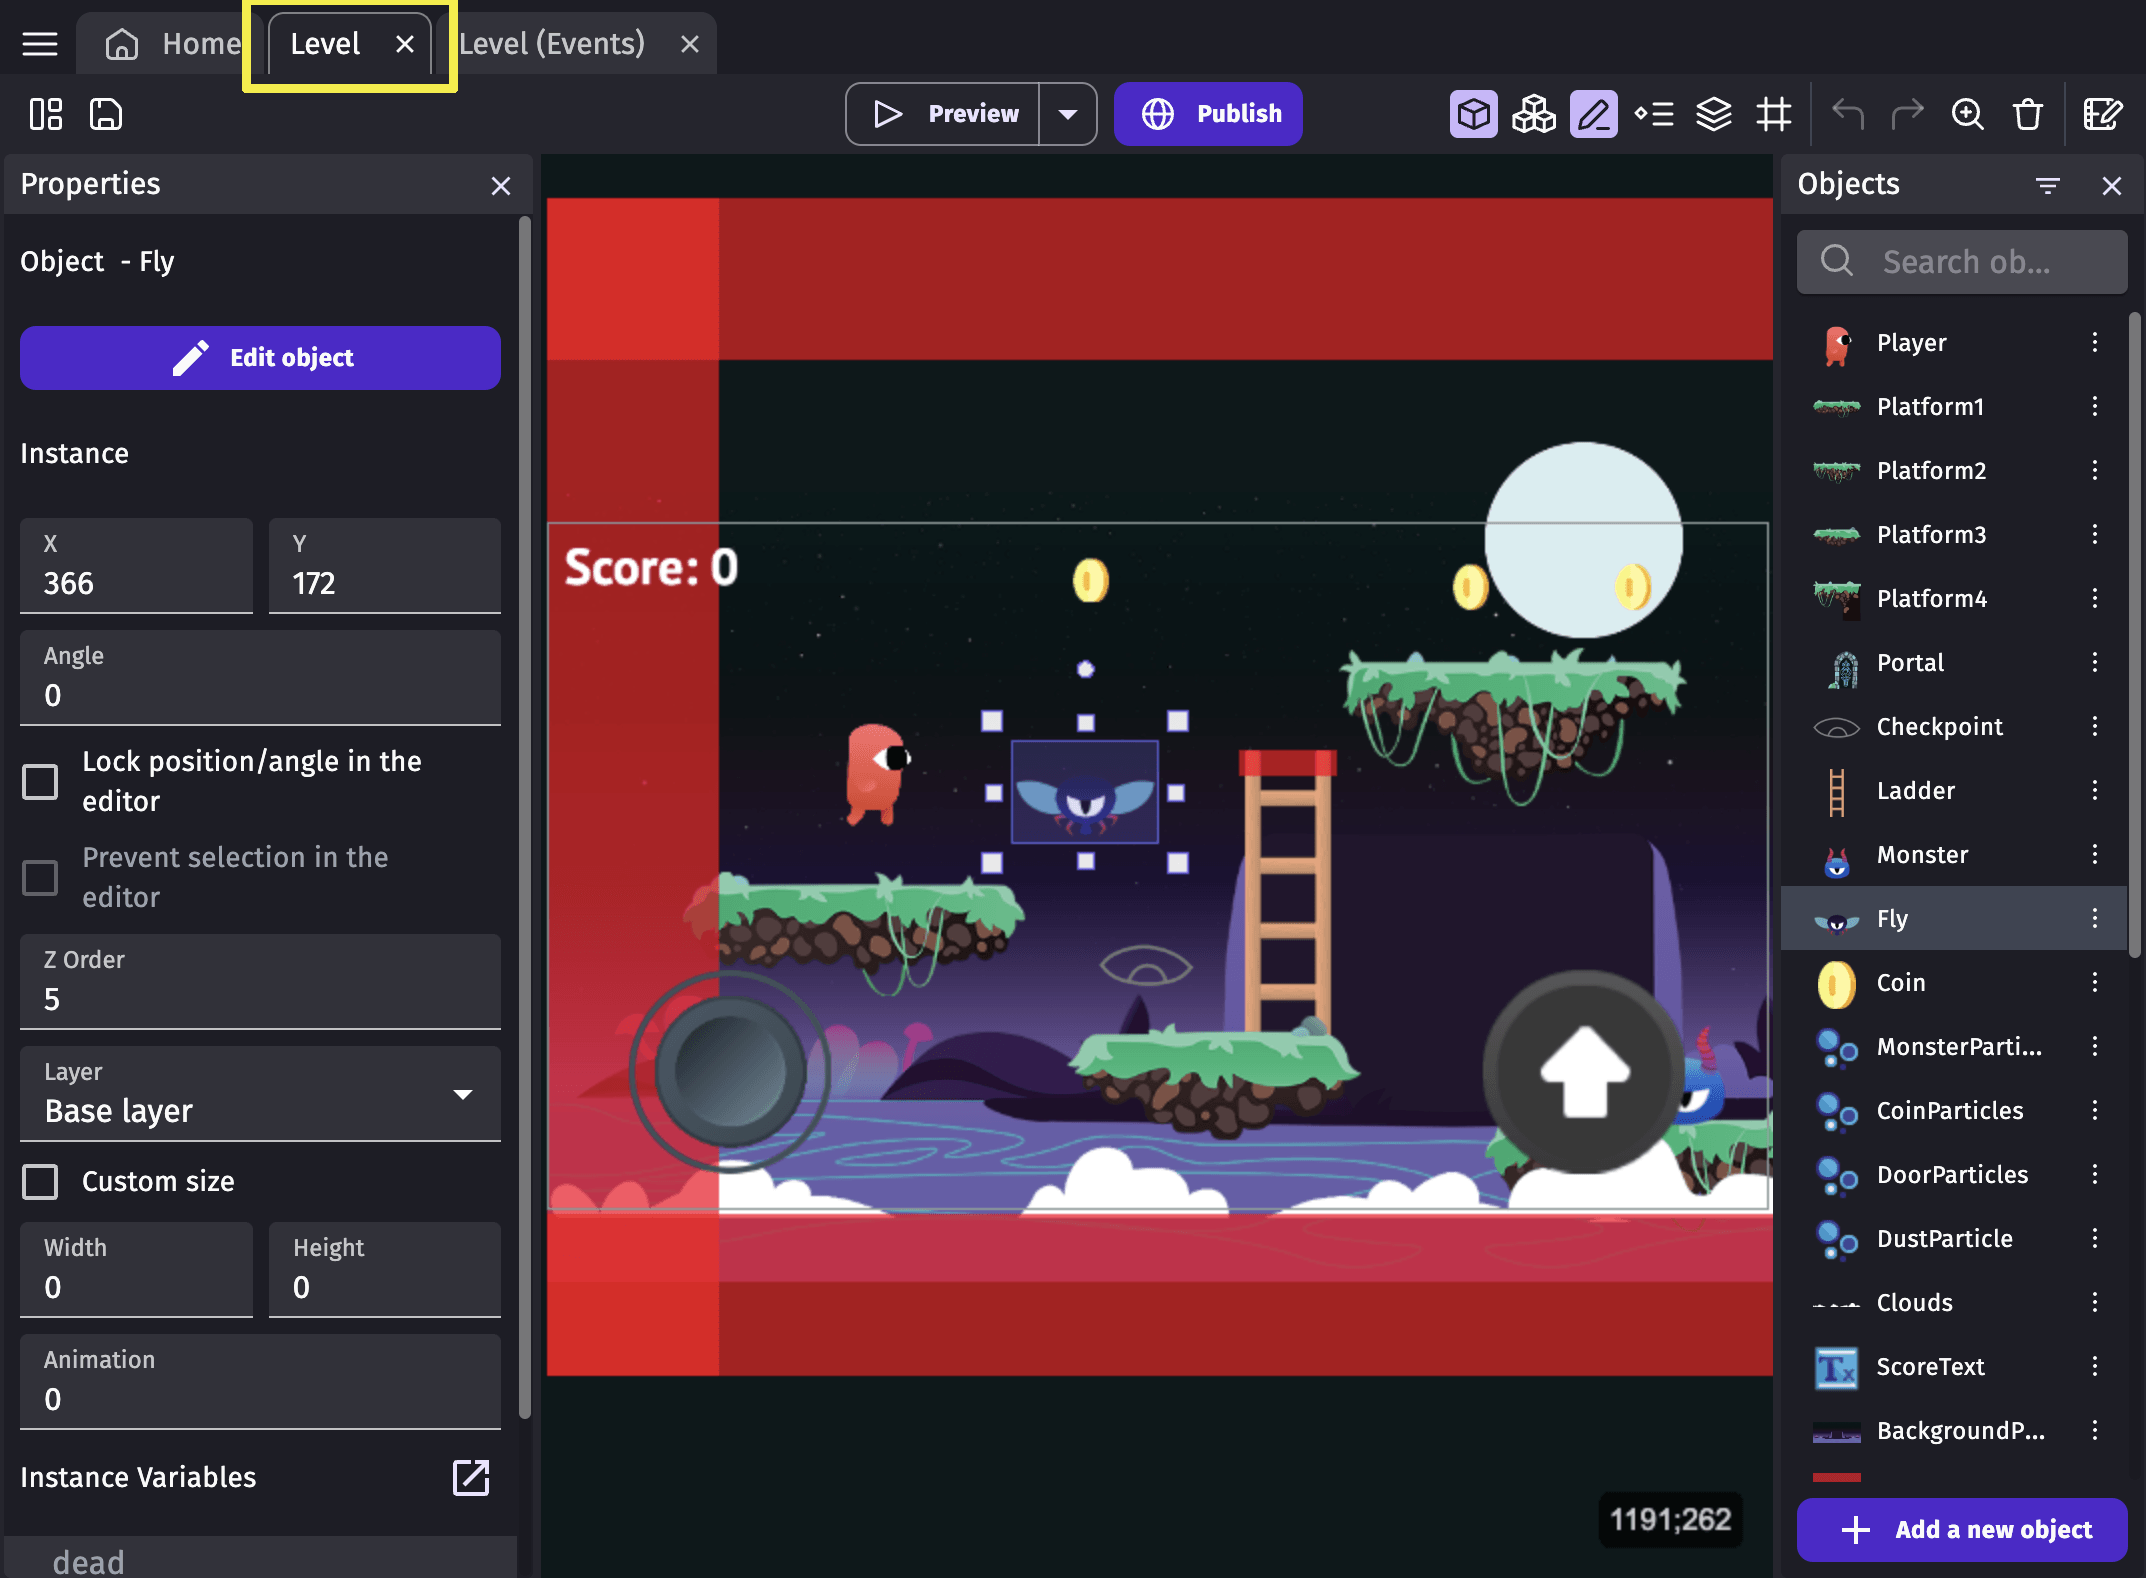 Home
Level
Level (Events)
Preview
Publish
Properties
Object - Fly
Edit object
Instance
X
366
Y
172
Angle
0
Lock position/angle in the
editor
Prevent selection in the
editor
Z Order
5
Layer
Base layer
Custom size
Width
0
Height
0
Animation
0
Instance Variables
dead
Score: 0
1191;262
Objects
Search ob...
Player
Platform1
Platform2
Platform3
Platform4
Portal
Checkpoint
Ladder
Monster
Fly
Coin
MonsterParti...
CoinParticles
DoorParticles
DustParticle
Clouds
Tx
ScoreText
BackgroundP...
Add a new object